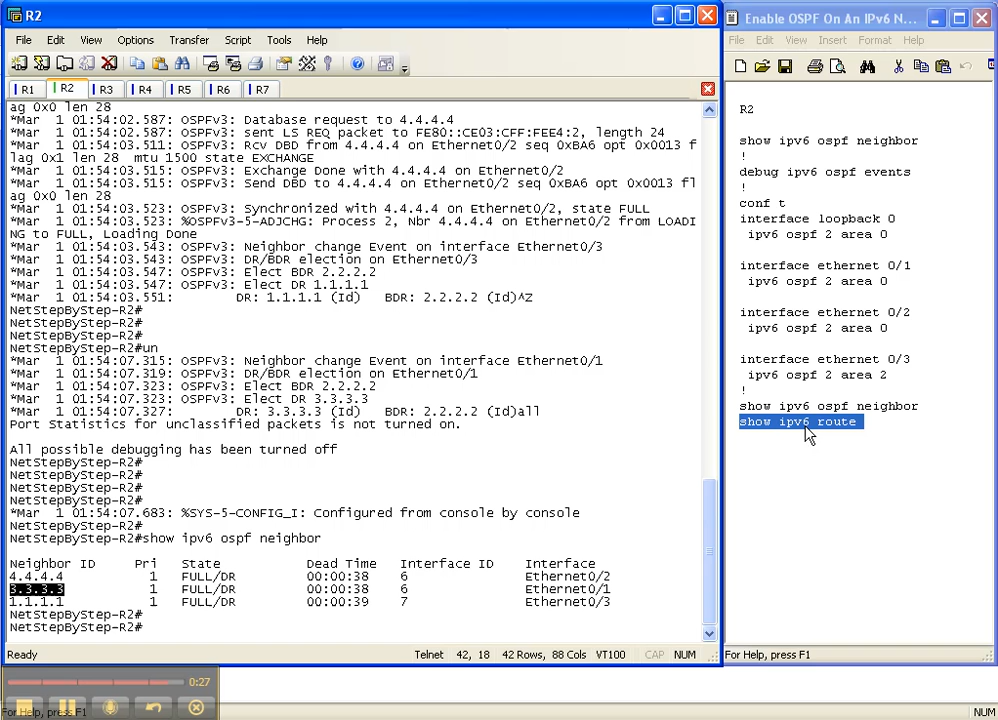 R2
File Edit View Options Transfer Script Tools Help
R1 R2 R3 R4 R5 R6 R7
ag 0x0 len 28
*Mar  1 01:54:02.587: OSPFv3: Database request to 4.4.4.4
*Mar  1 01:54:02.587: OSPFv3: sent LS REQ packet to FE80::CE03:CFF:FEE4:2, length 24
*Mar  1 01:54:03.511: OSPFv3: Rcv DBD from 4.4.4.4 on Ethernet0/2 seq 0xBA6 opt 0x0013 f
lag 0x1 len 28  mtu 1500 state EXCHANGE
*Mar  1 01:54:03.515: OSPFv3: Exchange Done with 4.4.4.4 on Ethernet0/2
*Mar  1 01:54:03.515: OSPFv3: Send DBD to 4.4.4.4 on Ethernet0/2 seq 0xBA6 opt 0x0013 fl
ag 0x0 len 28
*Mar  1 01:54:03.523: OSPFv3: Synchronized with 4.4.4.4 on Ethernet0/2, state FULL
*Mar  1 01:54:03.523: %OSPFv3-5-ADJCHG: Process 2, Nbr 4.4.4.4 on Ethernet0/2 from LOADI
NG to FULL, Loading Done
*Mar  1 01:54:03.543: OSPFv3: Neighbor change Event on interface Ethernet0/3
*Mar  1 01:54:03.543: OSPFv3: DR/BDR election on Ethernet0/3
*Mar  1 01:54:03.547: OSPFv3: Elect BDR 2.2.2.2
*Mar  1 01:54:03.547: OSPFv3: Elect DR 1.1.1.1
*Mar  1 01:54:03.551:        DR: 1.1.1.1 (Id)   BDR: 2.2.2.2 (Id)^Z
NetStepByStep-R2#
NetStepByStep-R2#
NetStepByStep-R2#
NetStepByStep-R2#un
*Mar  1 01:54:07.315: OSPFv3: Neighbor change Event on interface Ethernet0/1
*Mar  1 01:54:07.319: OSPFv3: DR/BDR election on Ethernet0/1
*Mar  1 01:54:07.323: OSPFv3: Elect BDR 2.2.2.2
*Mar  1 01:54:07.323: OSPFv3: Elect DR 3.3.3.3
*Mar  1 01:54:07.327:        DR: 3.3.3.3 (Id)   BDR: 2.2.2.2 (Id)all
Port Statistics for unclassified packets is not turned on.
All possible debugging has been turned off
NetStepByStep-R2#
NetStepByStep-R2#
NetStepByStep-R2#
NetStepByStep-R2#
*Mar  1 01:54:07.683: %SYS-5-CONFIG_I: Configured from console by console
NetStepByStep-R2#
NetStepByStep-R2#show ipv6 ospf neighbor
Neighbor ID     Pri   State           Dead Time   Interface ID    Interface
4.4.4.4           1   FULL/DR         00:00:38    6               Ethernet0/2
3.3.3.3           1   FULL/DR         00:00:38    6               Ethernet0/1
1.1.1.1           1   FULL/DR         00:00:39    7               Ethernet0/3
NetStepByStep-R2#
NetStepByStep-R2#
Ready Telnet 42, 18 42 Rows, 88 Cols VT100 CAP NUM
0:27
For Help, press F1
Enable OSPF On An IPv6 N...
File Edit View Insert Format Help
R2
show ipv6 ospf neighbor
!
debug ipv6 ospf events
!
conf t
interface loopback 0
 ipv6 ospf 2 area 0
interface ethernet 0/1
 ipv6 ospf 2 area 0
interface ethernet 0/2
 ipv6 ospf 2 area 0
interface ethernet 0/3
 ipv6 ospf 2 area 2
!
show ipv6 ospf neighbor
show ipv6 route
For Help, press F1
NUM